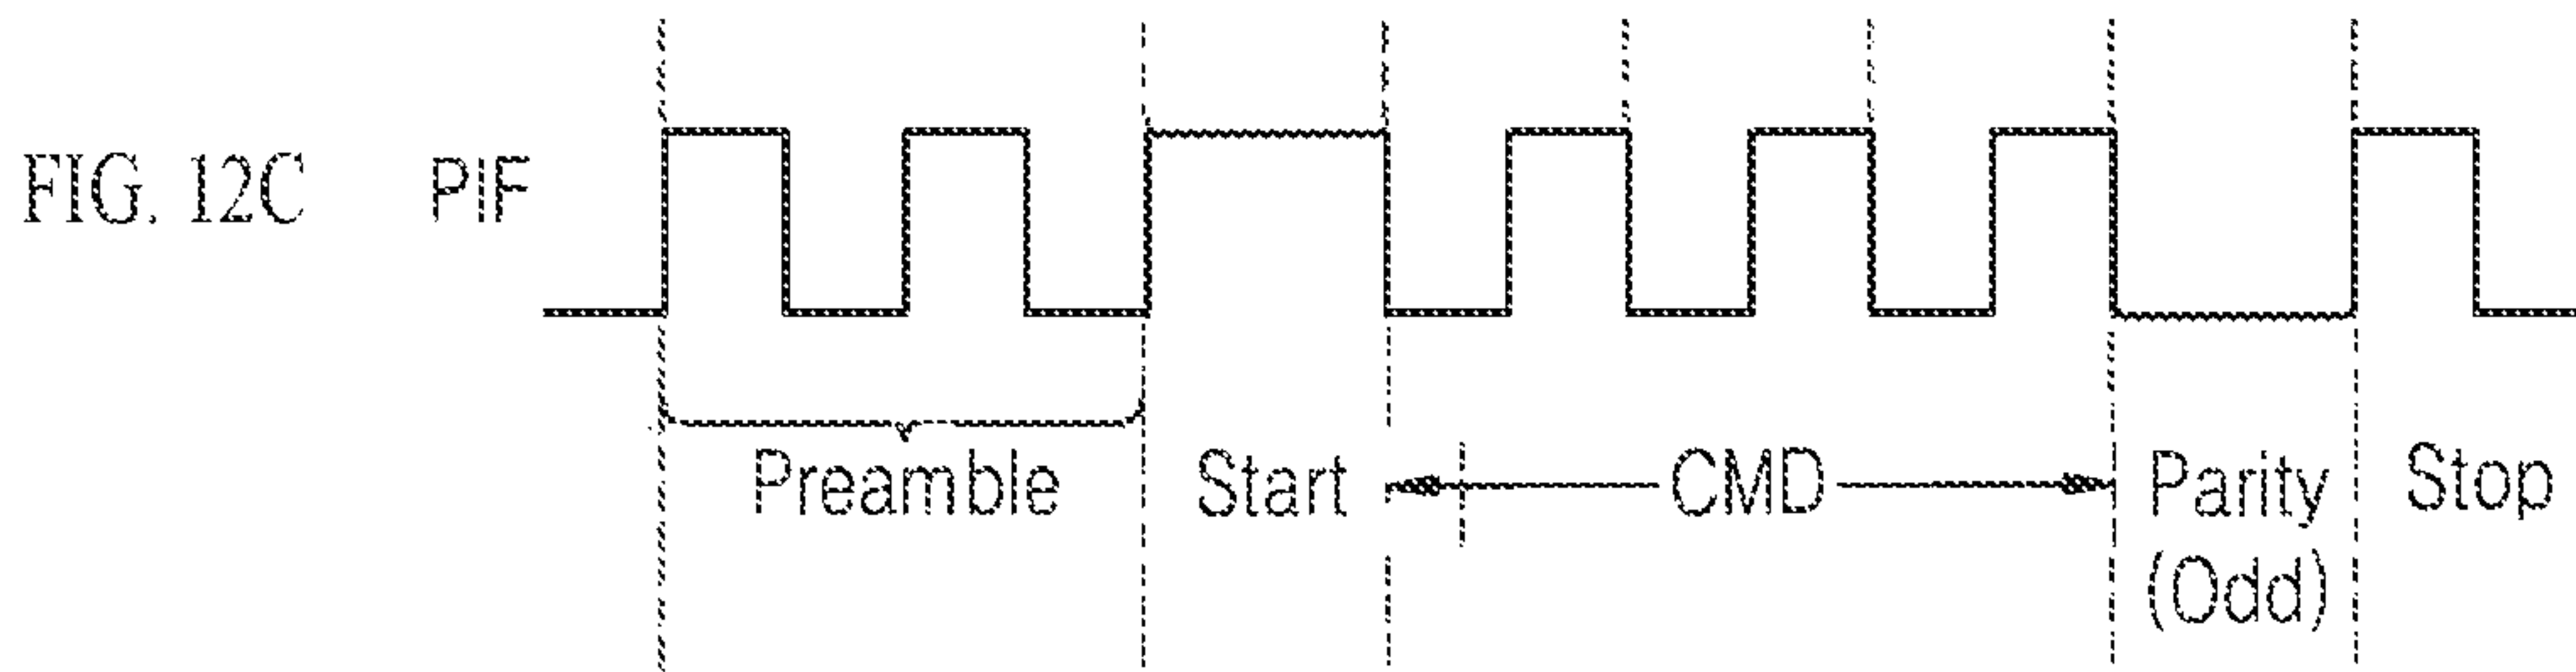 FIG. 12C PIF
Preamble Start CMD Parity Stop
(Odd)